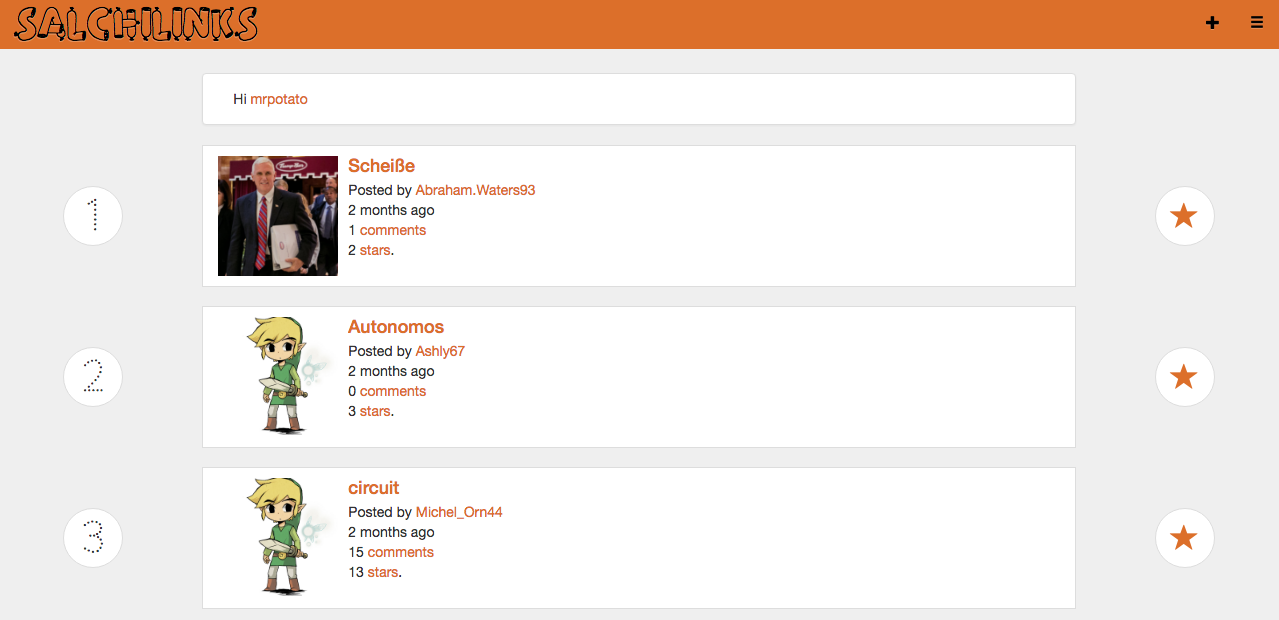 SALCHILINKS
Hi mrpotato
1
Scheiße
Posted by Abraham.Waters93
2 months ago
1 comments
2 stars.
2
Autonomos
Posted by Ashly67
2 months ago
0 comments
3 stars.
3
circuit
Posted by Michel_Orn44
2 months ago
15 comments
13 stars.